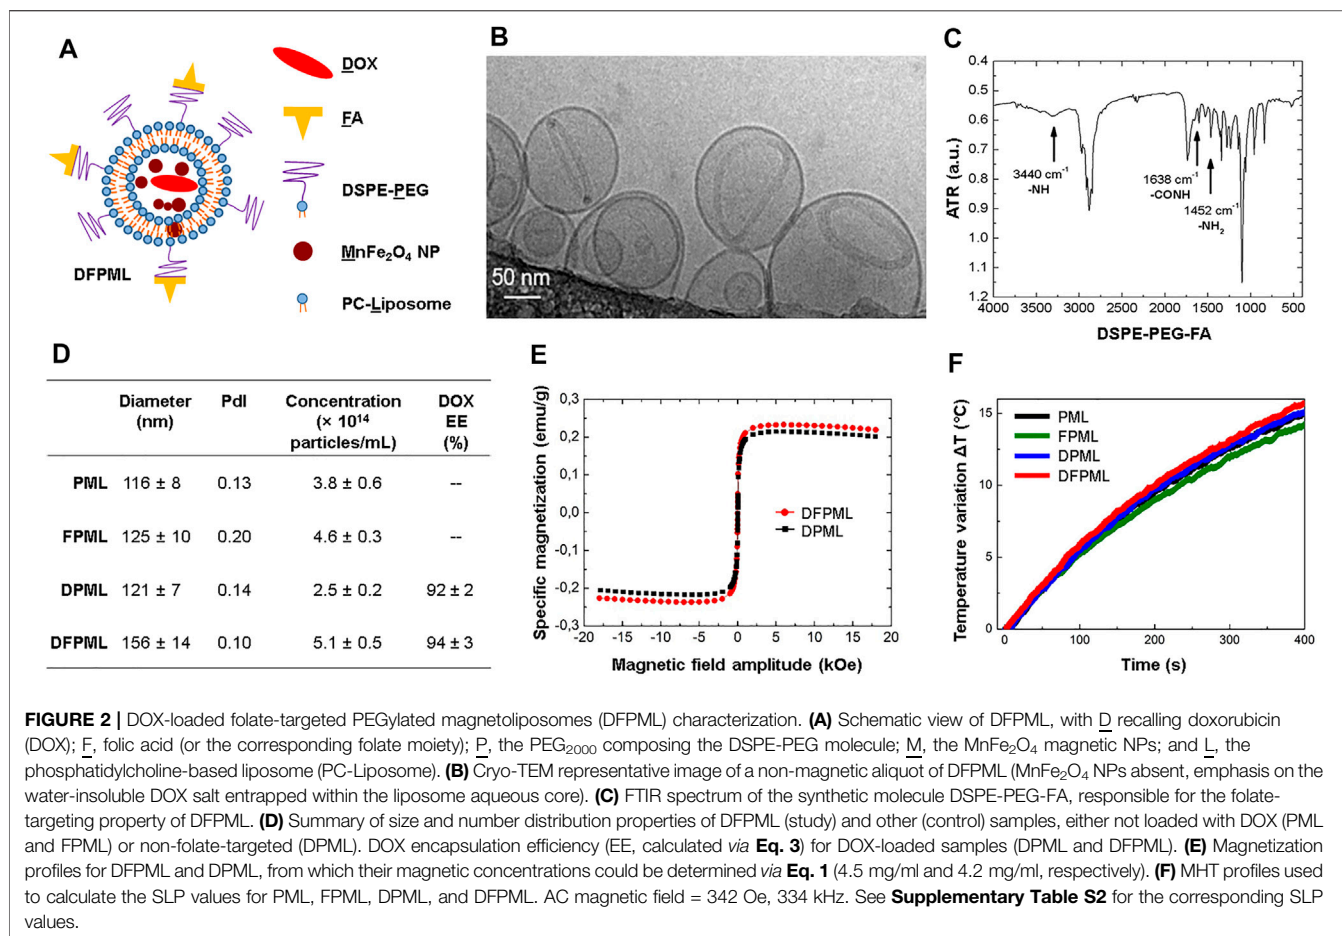 A
DOX
FA
DSPE-PEG
MnFe₂O₄ NP
PC-Liposome
DFPML
B
50 nm
C
ATR (a.u.)
0.4
0.5
0.6
0.7
0.8
0.9
1.0
1.1
1.2
3440 cm⁻¹
-NH
1638 cm⁻¹
-CONH
1452 cm⁻¹
-NH₂
4000 3500 3000 2500 2000 1500 1000 500
DSPE-PEG-FA
D
Diameter PdI Concentration DOX
(nm) (× 10¹⁴ EE
particles/mL) (%)
PML 116 ± 8 0.13 3.8 ± 0.6 --
FPML 125 ± 10 0.20 4.6 ± 0.3 --
DPML 121 ± 7 0.14 2.5 ± 0.2 92 ± 2
DFPML 156 ± 14 0.10 5.1 ± 0.5 94 ± 3
E
Specific magnetization (emu/g)
0,3
0,2
0,1
0,0
-0,1
-0,2
-0,3
DFPML
DPML
-20 -15 -10 -5 0 5 10 15 20
Magnetic field amplitude (kOe)
F
Temperature variation ΔT (°C)
15
10
5
0
PML
FPML
DPML
DFPML
0 100 200 300 400
Time (s)
FIGURE 2 | DOX-loaded folate-targeted PEGylated magnetoliposomes (DFPML) characterization. (A) Schematic view of DFPML, with D recalling doxorubicin
(DOX); F, folic acid (or the corresponding folate moiety); P, the PEG₂₀₀₀ composing the DSPE-PEG molecule; M, the MnFe₂O₄ magnetic NPs; and L, the
phosphatidylcholine-based liposome (PC-Liposome). (B) Cryo-TEM representative image of a non-magnetic aliquot of DFPML (MnFe₂O₄ NPs absent, emphasis on the
water-insoluble DOX salt entrapped within the liposome aqueous core). (C) FTIR spectrum of the synthetic molecule DSPE-PEG-FA, responsible for the folate-
targeting property of DFPML. (D) Summary of size and number distribution properties of DFPML (study) and other (control) samples, either not loaded with DOX (PML
and FPML) or non-folate-targeted (DPML). DOX encapsulation efficiency (EE, calculated via Eq. 3) for DOX-loaded samples (DPML and DFPML). (E) Magnetization
profiles for DFPML and DPML, from which their magnetic concentrations could be determined via Eq. 1 (4.5 mg/ml and 4.2 mg/ml, respectively). (F) MHT profiles used
to calculate the SLP values for PML, FPML, DPML, and DFPML. AC magnetic field = 342 Oe, 334 kHz. See Supplementary Table S2 for the corresponding SLP
values.